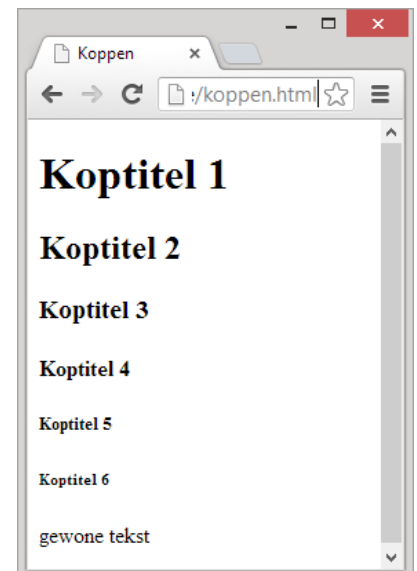 Koppen
:/koppen.html
Koptitel 1
Koptitel 2
Koptitel 3
Koptitel 4
Koptitel 5
Koptitel 6
gewone tekst